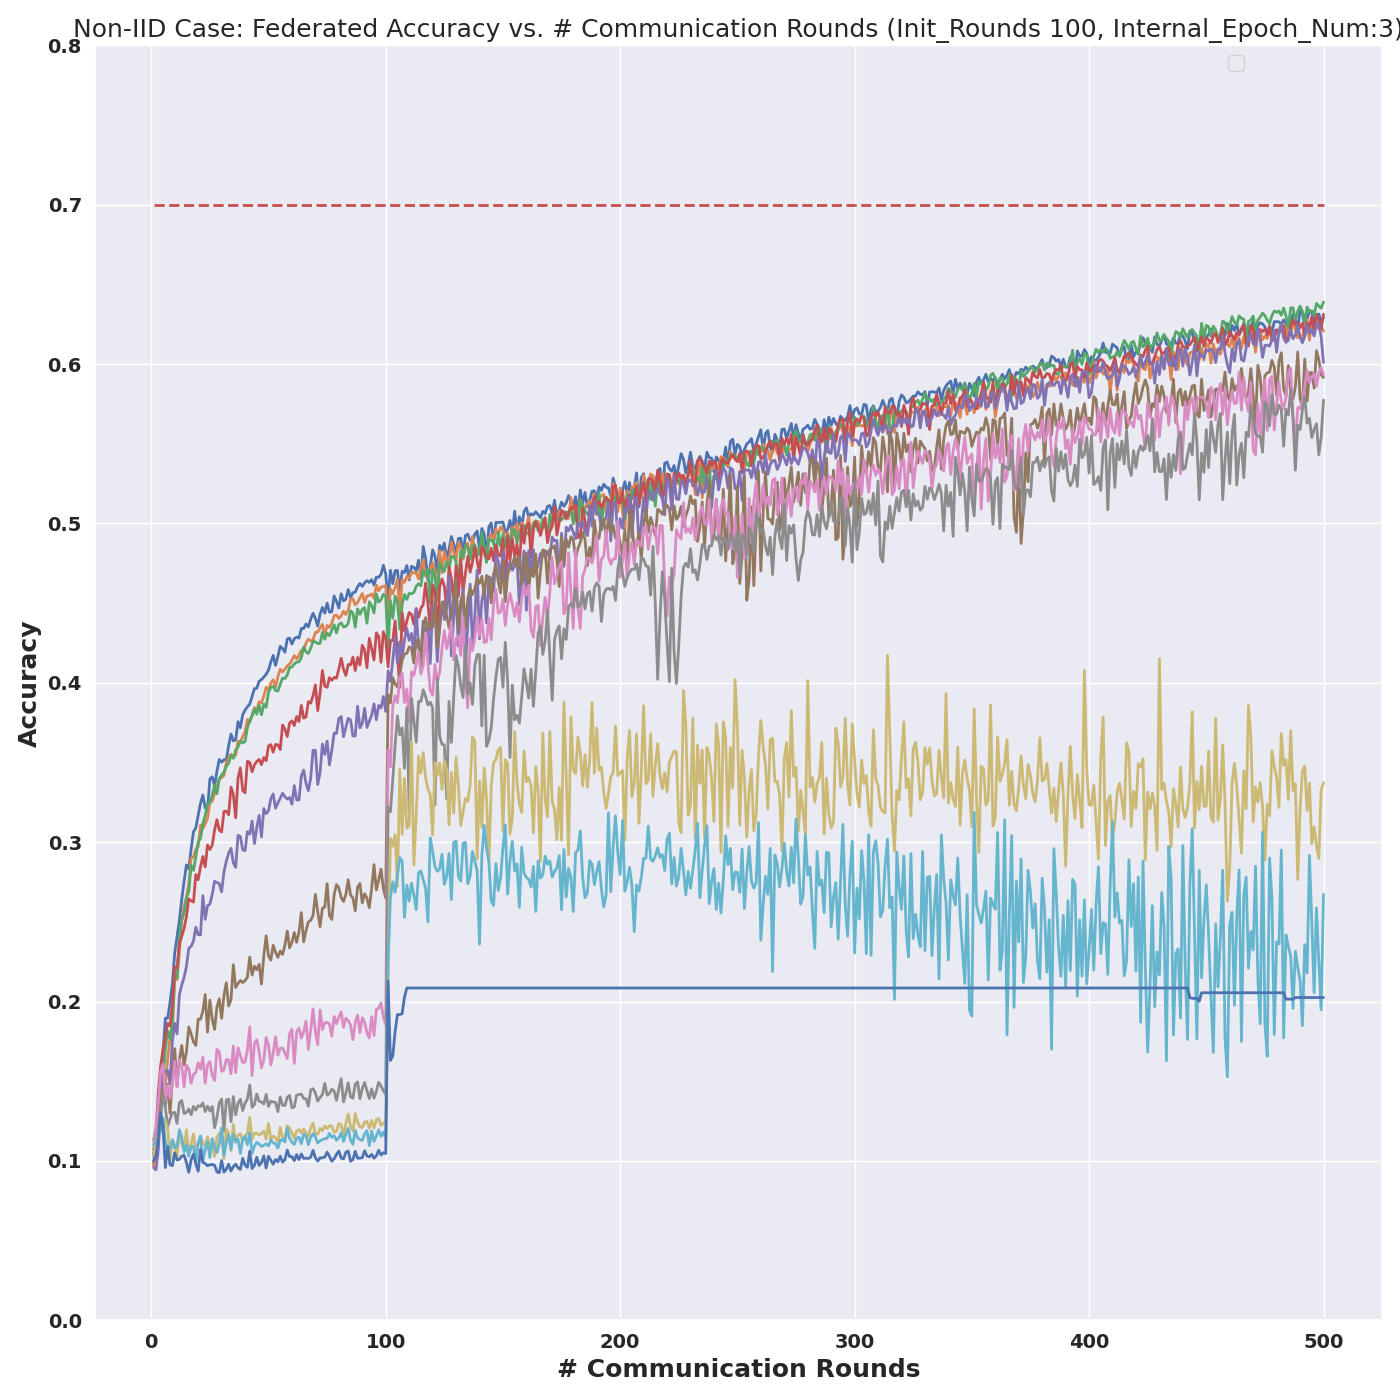 Non-IID Case: Federated Accuracy vs. # Communication Rounds (Init_Rounds 100, Internal_Epoch_Num:3)
0.8
0.7
0.6
0.5
0.4
0.3
0.2
0.1
0.0
Accuracy
0 100 200 300 400 500
# Communication Rounds